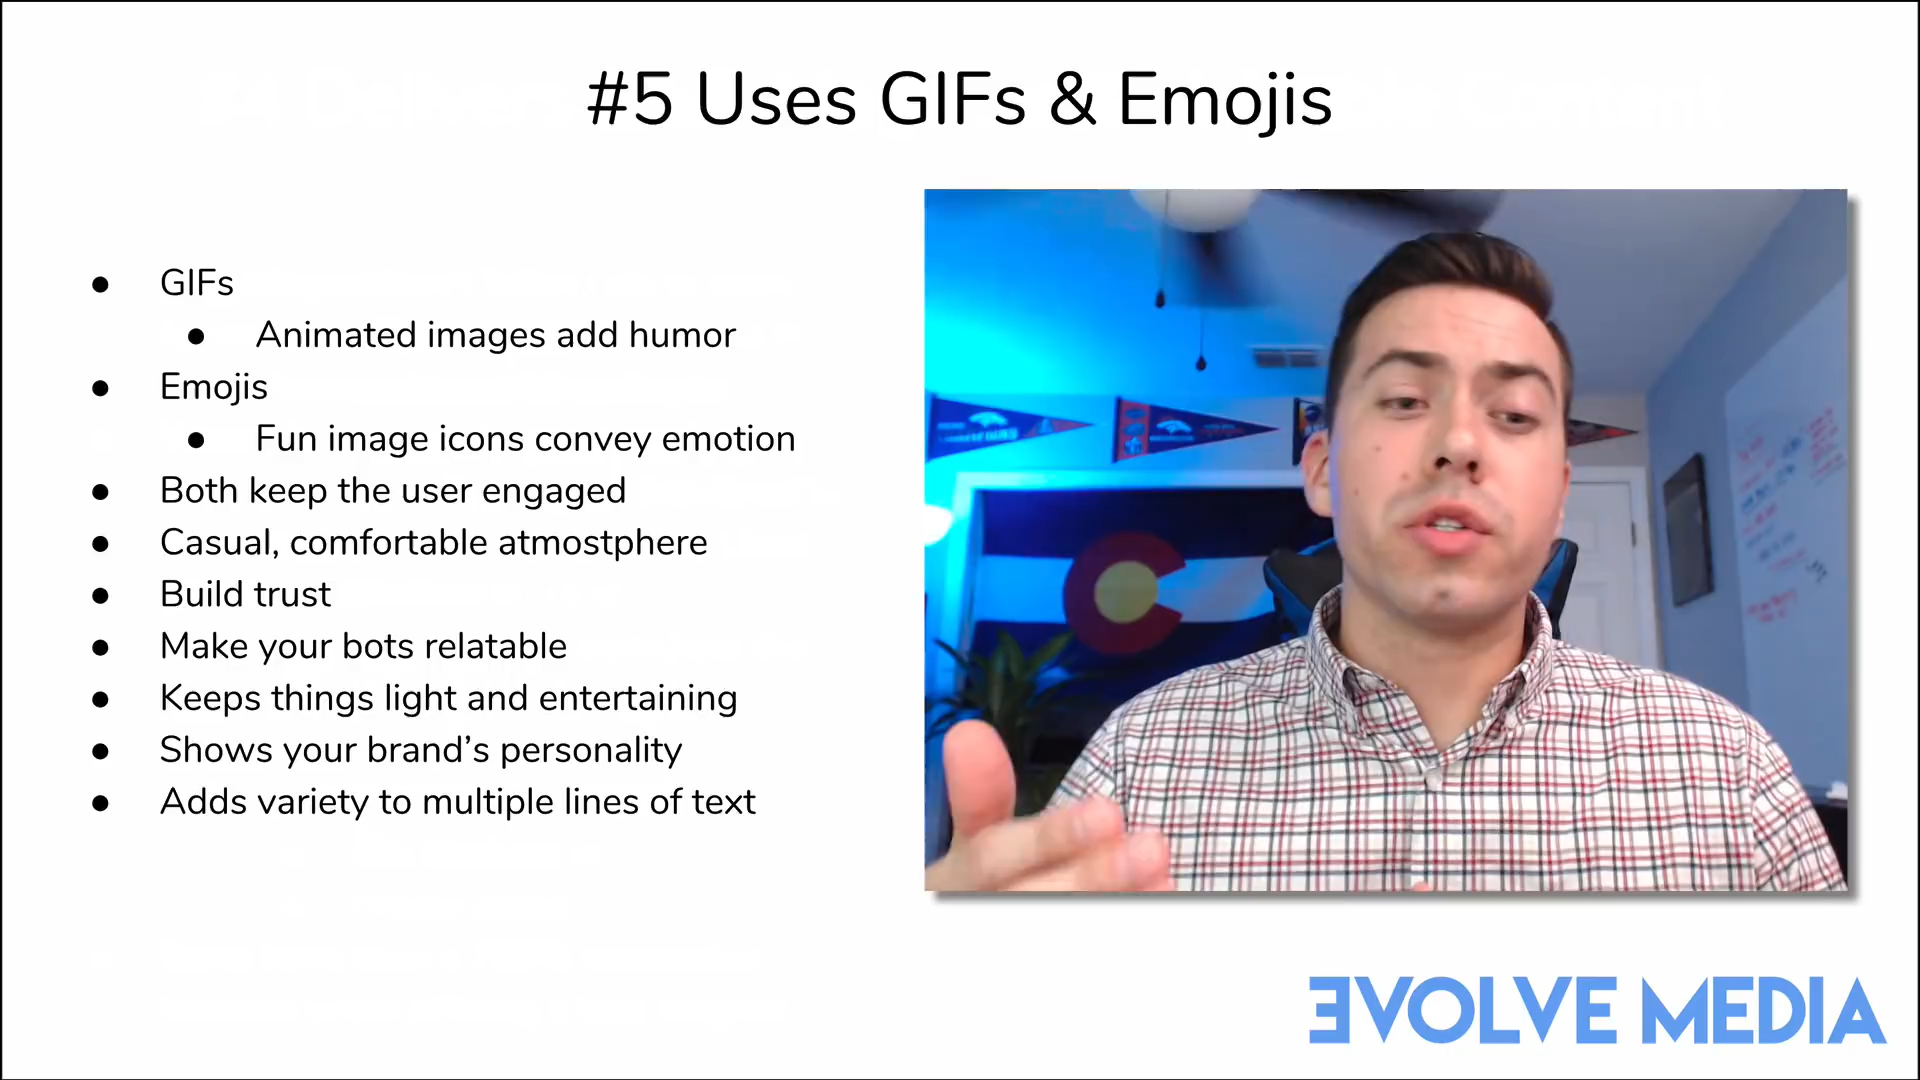 #5 Uses GIFs & Emojis
● GIFs
● Animated images add humor
● Emojis
● Fun image icons convey emotion
● Both keep the user engaged
● Casual, comfortable atmostphere
● Build trust
● Make your bots relatable
● Keeps things light and entertaining
● Shows your brand’s personality
● Adds variety to multiple lines of text
EVOLVE MEDIA